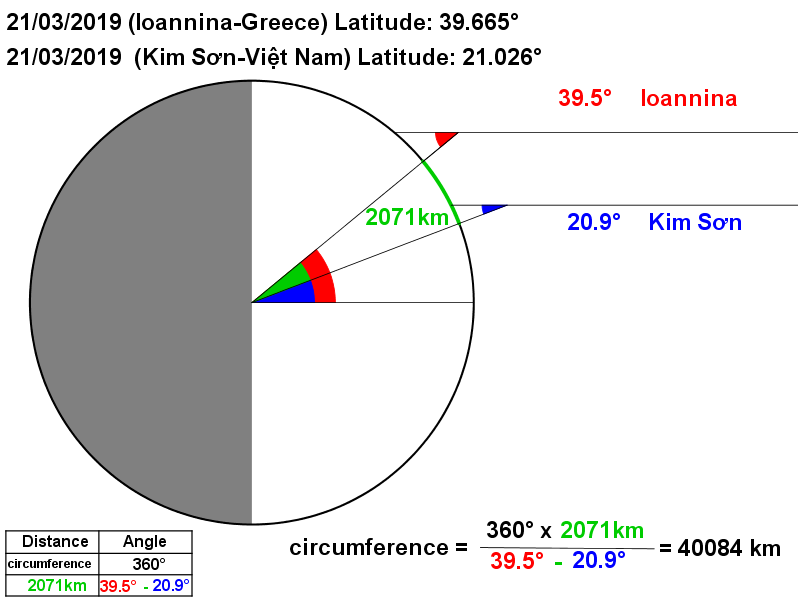 21/03/2019 (Ioannina-Greece) Latitude: 39.665°
21/03/2019 (Kim Sơn-Việt Nam) Latitude: 21.026°
39.5° Ioannina
2071km
20.9° Kim Sơn
Distance Angle
circumference 360°
2071km 39.5° - 20.9°
circumference = 360° x 2071km
39.5° - 20.9°
= 40084 km